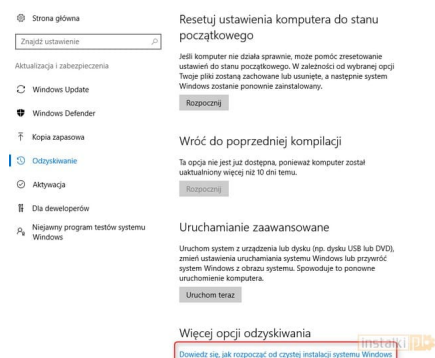 Strona główna
Znajdź ustawienie
Aktualizacja i zabezpieczenia
Windows Update
Windows Defender
Kopia zapasowa
Odzyskiwanie
Aktywacja
Dla deweloperów
Niejawny program testów systemu
Windows
Resetuj ustawienia komputera do stanu
początkowego
Jeśli komputer nie działa sprawnie, może pomóc zresetowanie
ustawień do stanu początkowego. W zależności od wybranej opcji
Twoje pliki zostaną zachowane lub usunięte, a następnie system
Windows zostanie ponownie zainstalowany.
Rozpocznij
Wróć do poprzedniej kompilacji
Ta opcja nie jest już dostępna, ponieważ komputer został
uaktualniony więcej niż 10 dni temu.
Rozpocznij
Uruchamianie zaawansowane
Uruchom system z urządzenia lub dysku (np. dysku USB lub DVD),
zmień ustawienia uruchamiania systemu Windows lub przywróć
system Windows z obrazu systemu. Spowoduje to ponowne
uruchomienie komputera.
Uruchom teraz
Więcej opcji odzyskiwania
Dowiedz się, jak rozpocząć od czystej instalacji systemu Windows
instalki.pl